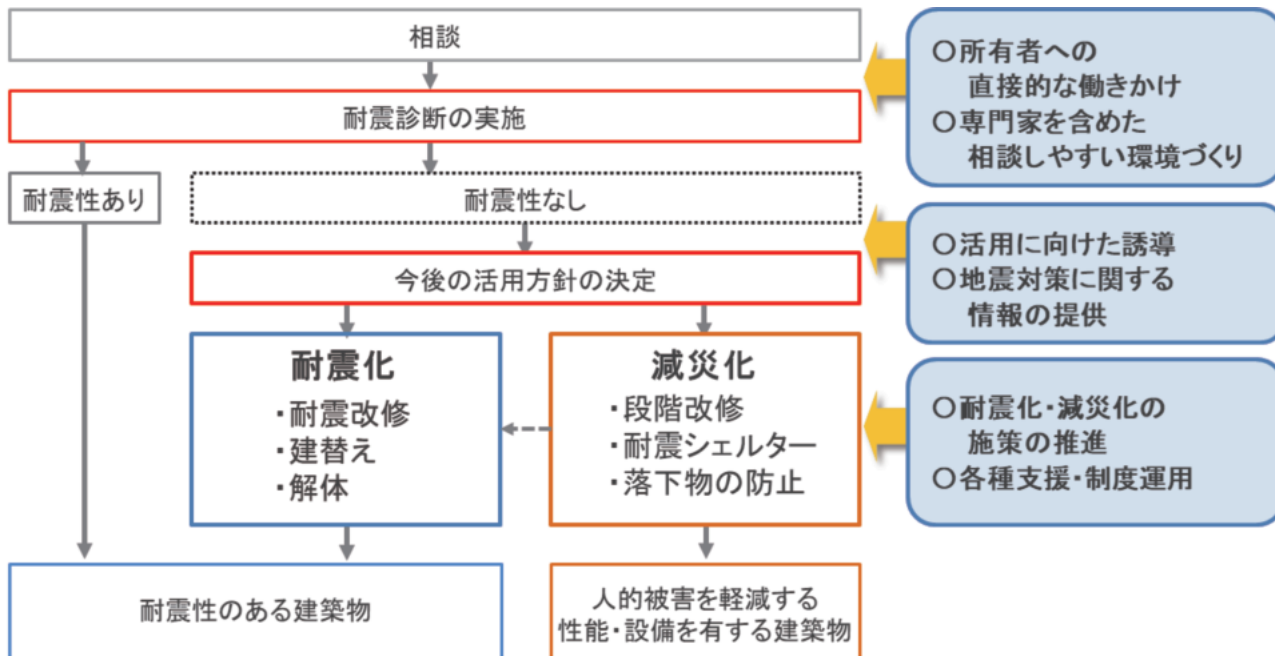 相談
耐震診断の実施
耐震性あり
耐震性なし
今後の活用方針の決定
耐震化
・耐震改修
・建替え
・解体
減災化
・段階改修
・耐震シェルター
・落下物の防止
耐震性のある建築物
人的被害を軽減する
性能・設備を有する建築物
〇所有者への
直接的な働きかけ
〇専門家を含めた
相談しやすい環境づくり
〇活用に向けた誘導
〇地震対策に関する
情報の提供
〇耐震化・減災化の
施策の推進
〇各種支援・制度運用